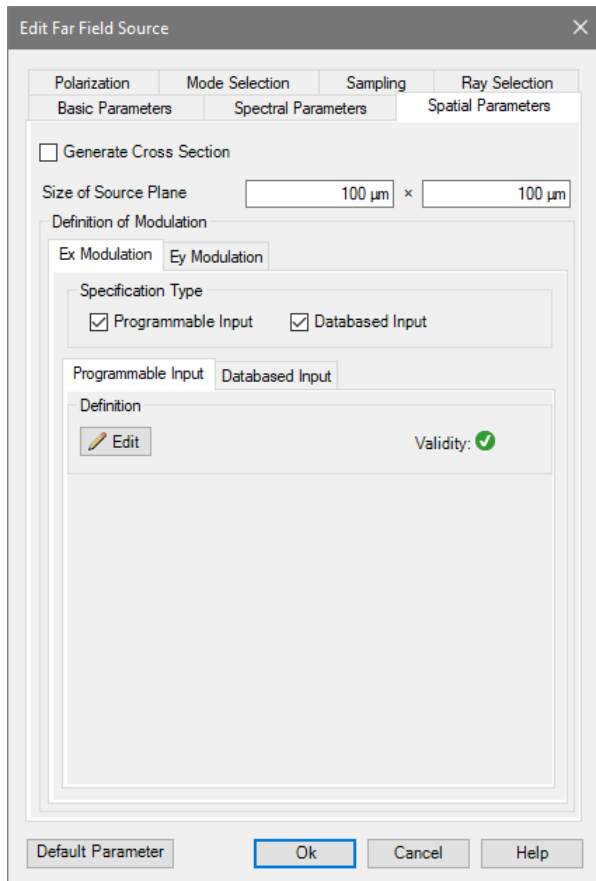 Edit Far Field Source
Polarization Mode Selection Sampling Ray Selection
Basic Parameters Spectral Parameters Spatial Parameters
Generate Cross Section
Size of Source Plane 100 µm × 100 µm
Definition of Modulation
Ex Modulation Ey Modulation
Specification Type
Programmable Input Databased Input
Programmable Input Databased Input
Definition
Edit Validity:
Default Parameter Ok Cancel Help